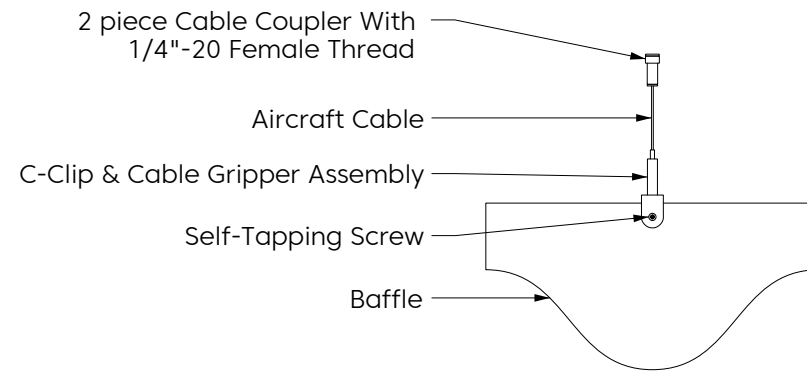 2 piece Cable Coupler With
1/4"-20 Female Thread
Aircraft Cable
C-Clip & Cable Gripper Assembly
Self-Tapping Screw
Baffle